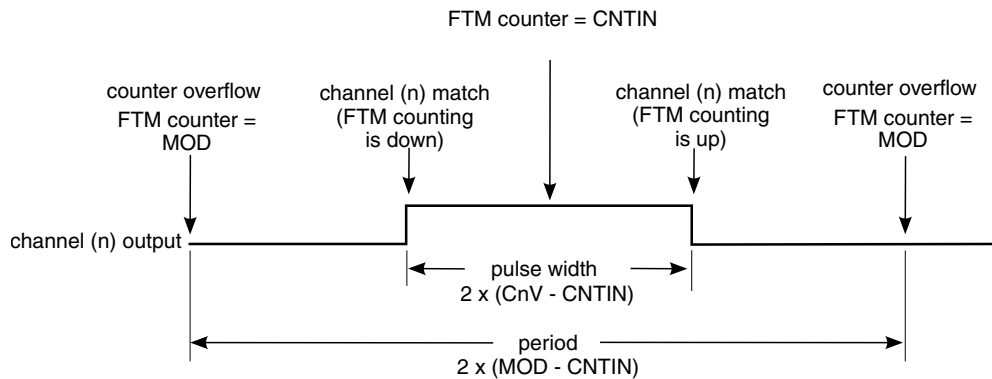 FTM counter = CNTIN
counter overflow
FTM counter =
MOD
channel (n) match
(FTM counting
is down)
channel (n) match
(FTM counting
is up)
counter overflow
FTM counter =
MOD
channel (n) output
pulse width
2 x (CnV - CNTIN)
period
2 x (MOD - CNTIN)